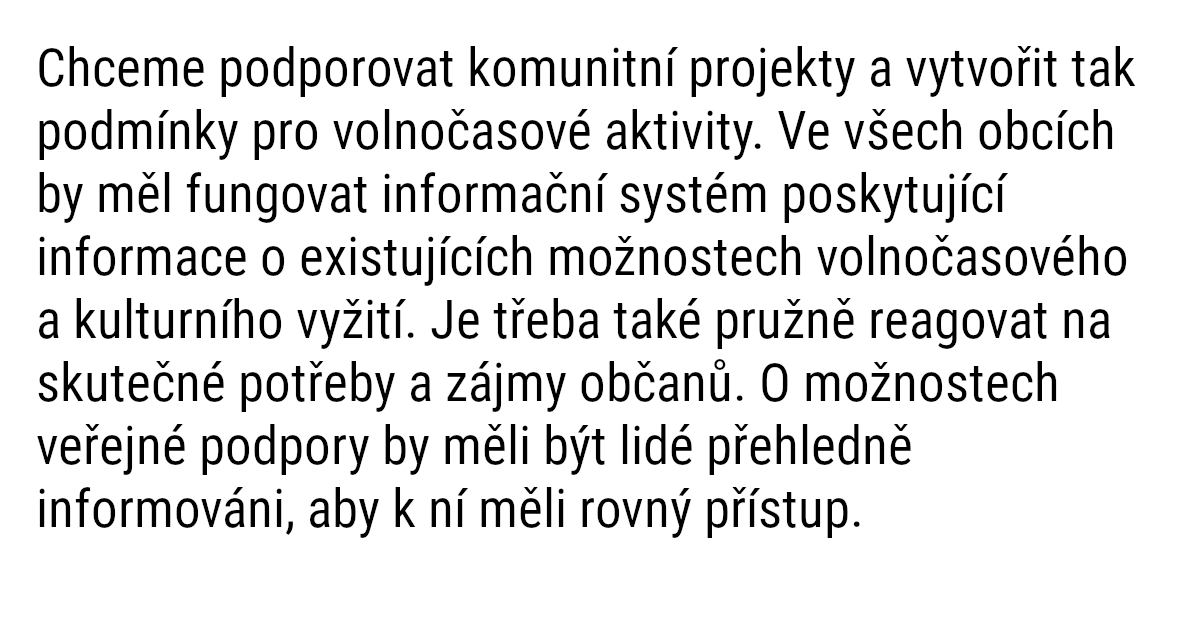 Chceme podporovat komunitní projekty a vytvořit tak
podmínky pro volnočasové aktivity. Ve všech obcích
by měl fungovat informační systém poskytující
informace o existujících možnostech volnočasového
a kulturního vyžití. Je třeba také pružně reagovat na
skutečné potřeby a zájmy občanů. O možnostech
veřejné podpory by měli být lidé přehledně
informováni, aby k ní měli rovný přístup.